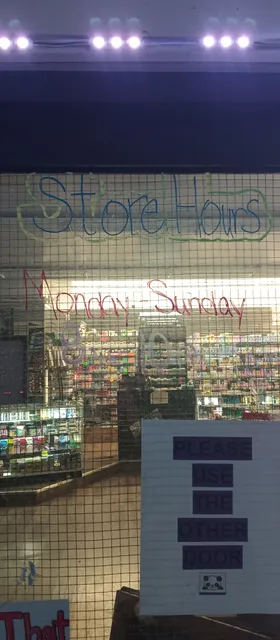 Store Hours
Monday-Sunday
PLEASE
USE
THE
OTHER
DOOR